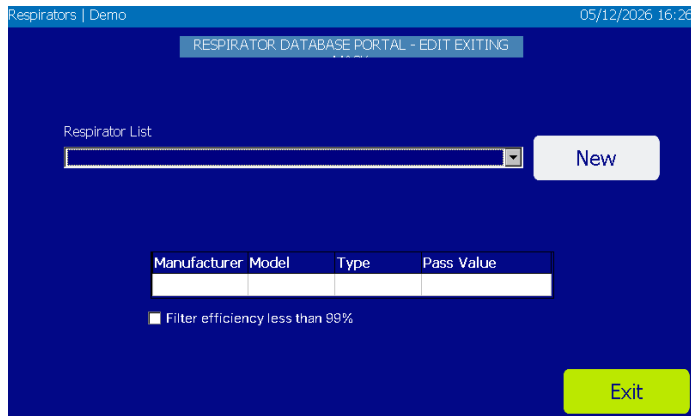 Respirators | Demo
05/12/2026 16:26
RESPIRATOR DATABASE PORTAL - EDIT EXITING
Respirator List
New
Manufacturer Model Type Pass Value
Filter efficiency less than 99%
Exit